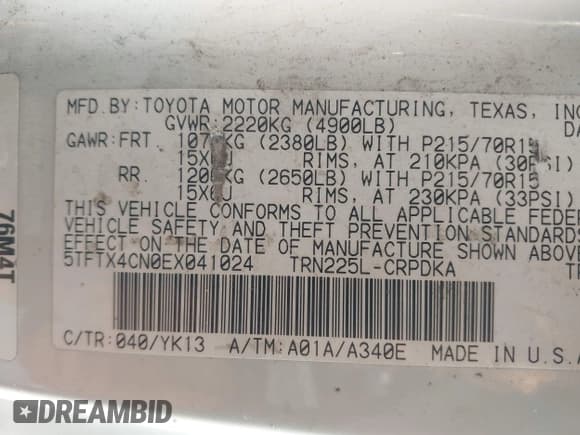 MFD. BY: TOYOTA MOTOR MANUFACTURING, TEXAS, INC
GVWR 2220KG (4900LB) DA
GAWR: FRT (2380LB) WITH P215/70R15
RIMS, AT 210KPA
RR. (2650LB) WITH P215/70R15
RIMS, AT 230KPA (33PSI)
THIS VEHICLE CONFORMS TO ALL APPLICABLE FEDE
VEHICLE SAFETY AND THEFT PREVENTION STANDARDS
EFFECT ON THE DATE OF MANUFACTURE SHOWN ABOVE
5TFTX4CN0EX041024 TRN225L-CRPDKA
C/TR: 040/YK13 A/TM: A01A/A340E MADE IN U.S.A
76M4T
DREAMBID